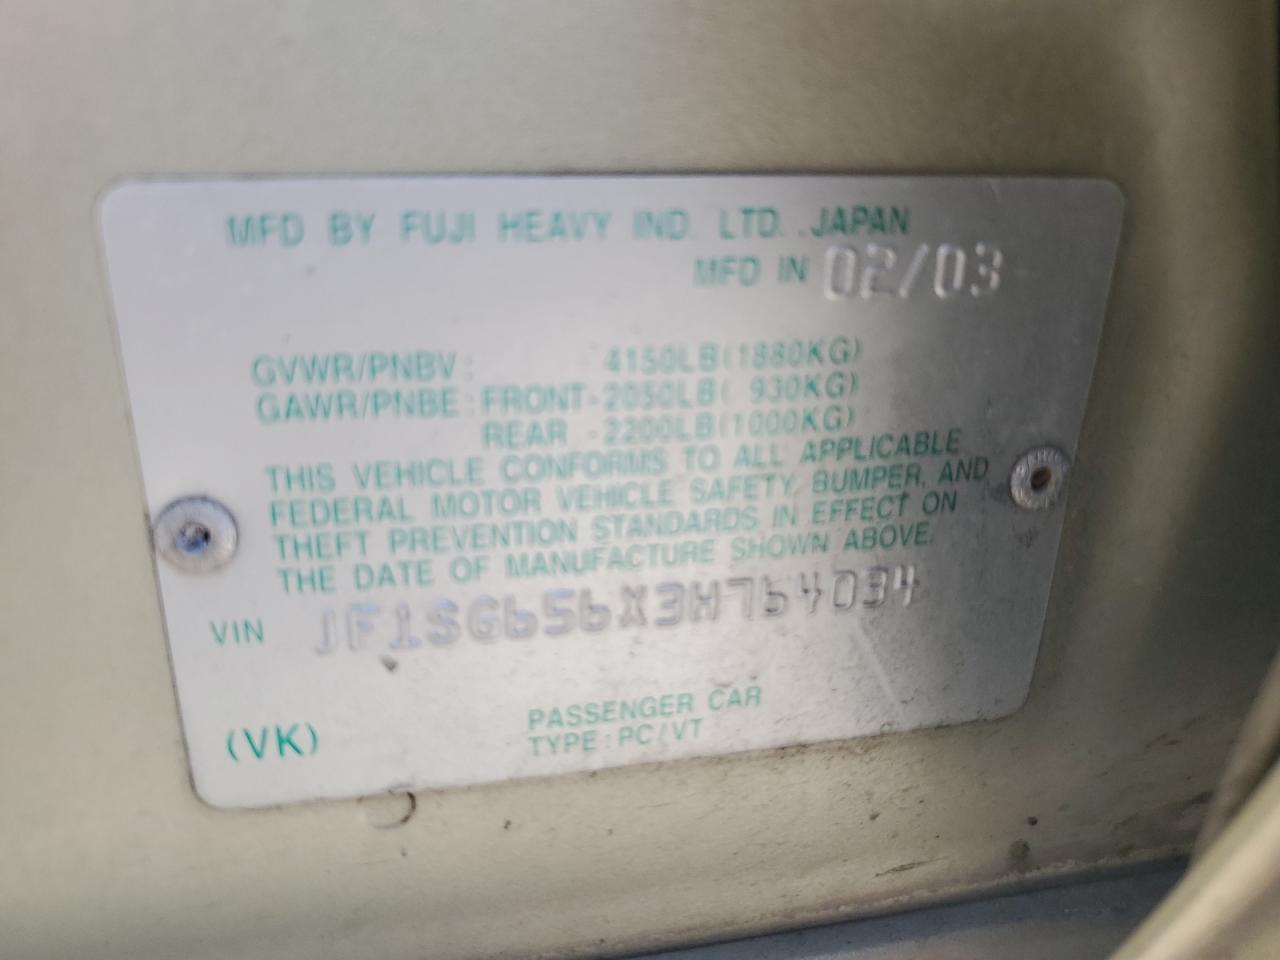 MFD BY FUJI HEAVY IND. LTD., JAPAN
MFD IN 02/03
GVWR/PNBV: 4150LB(1880KG)
GAWR/PNBE: FRONT-2050LB( 930KG)
REAR -2200LB(1000KG)
THIS VEHICLE CONFORMS TO ALL APPLICABLE
FEDERAL MOTOR VEHICLE SAFETY, BUMPER, AND
THEFT PREVENTION STANDARDS IN EFFECT ON
THE DATE OF MANUFACTURE SHOWN ABOVE.
VIN JF1SG656X3H764034
(VK) PASSENGER CAR
TYPE: PC/VT